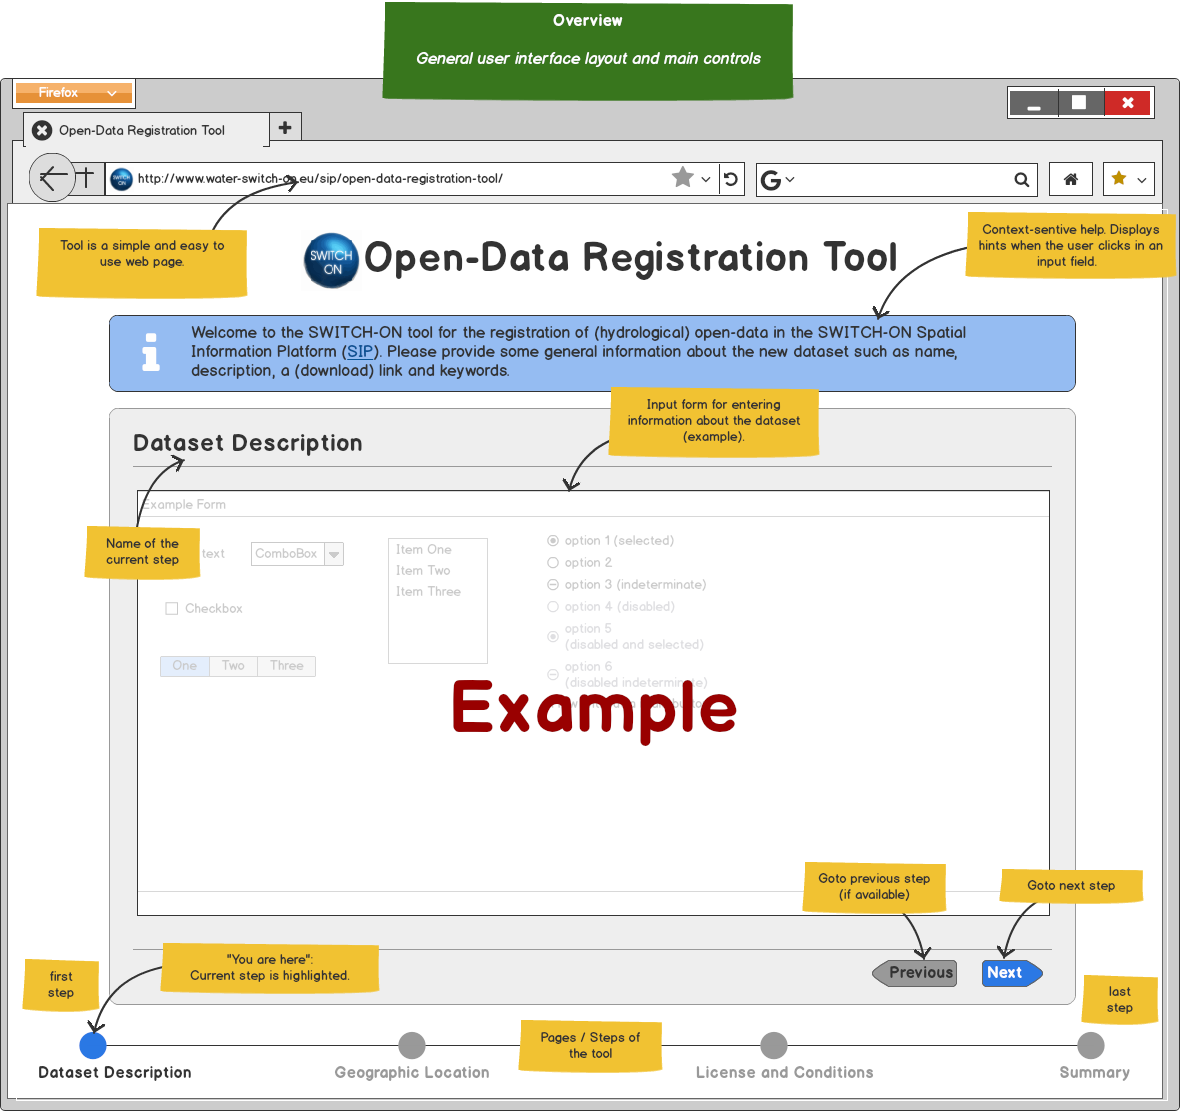 Overview
General user interface layout and main controls
Firefox
Open-Data Registration Tool
http://www.water-switch-on.eu/sip/open-data-registration-tool/
G
Tool is a simple and easy to
use web page.
SWITCH
ON
Open-Data Registration Tool
Context-sentive help. Displays
hints when the user clicks in an
input field.
Welcome to the SWITCH-ON tool for the registration of (hydrological) open-data in the SWITCH-ON Spatial
Information Platform (SIP). Please provide some general information about the new dataset such as name,
description, a (download) link and keywords.
Input form for entering
information about the dataset
(example).
Dataset Description
Example Form
Name of the
current step
text
ComboBox
Item One
Item Two
Item Three
option 1 (selected)
option 2
option 3 (indeterminate)
option 4 (disabled)
option 5
(disabled and selected)
option 6
(disabled indeterminate)
Checkbox
One
Two
Three
Example
Goto previous step
(if available)
Goto next step
"You are here":
Current step is highlighted.
Previous
Next
first
step
last
step
Pages / Steps of
the tool
Dataset Description
Geographic Location
License and Conditions
Summary